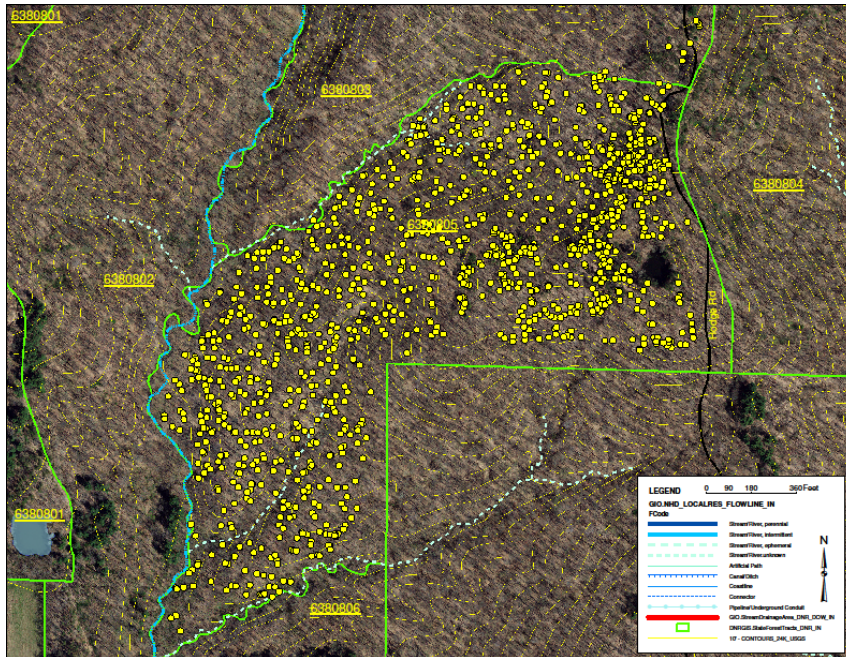 6380801
6380803
6380804
6380805
6380802
Ridge Rd
6380801
6380806
LEGEND
0 90 180 360 Feet
GIO.NHD_LOCALRES_FLOWLINE_IN
FCode
Stream/River, perennial
Stream/River, intermittent
Stream/River, ephemeral
Stream/River unknown
Artificial Path
Canal/Ditch
Coastline
Connector
Pipeline/Underground Conduit
GIO.StreamDrainageArea_DNR_DOW_IN
DNRGIS.StateForestTracts_DNR_IN
10' - CONTOURS_24K_USGS
N